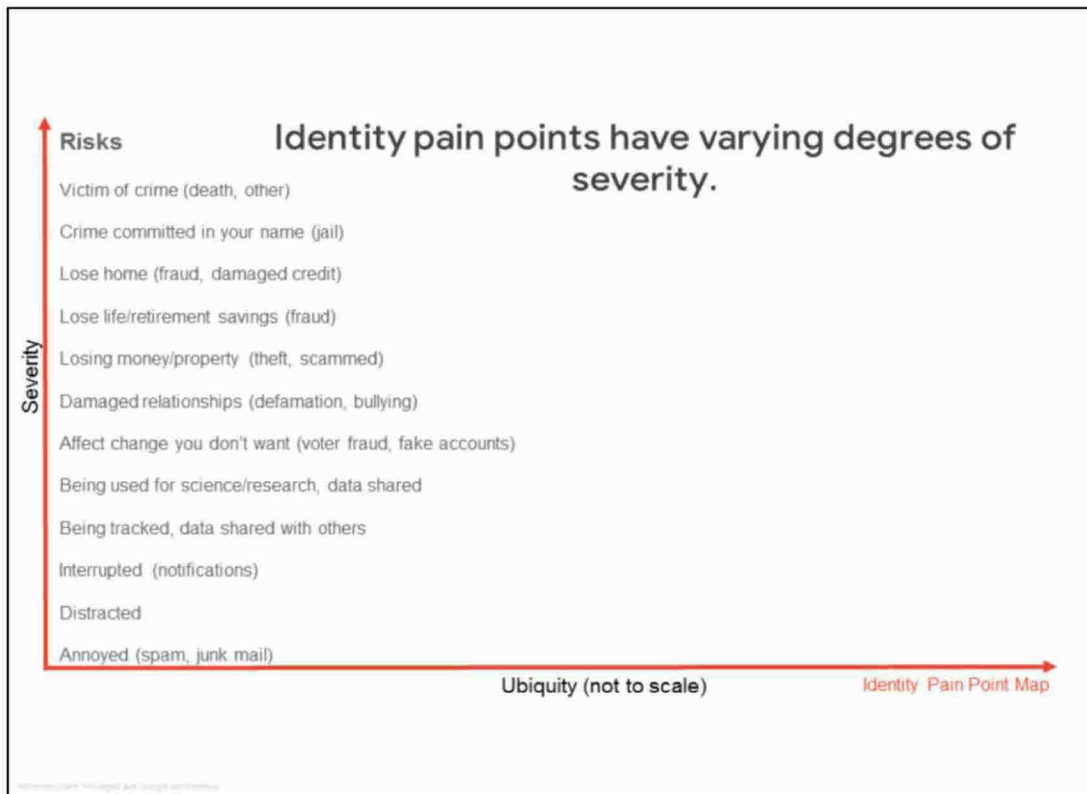 Identity pain points have varying degrees of
severity.
Risks
Victim of crime (death, other)
Crime committed in your name (jail)
Lose home (fraud, damaged credit)
Lose life/retirement savings (fraud)
Losing money/property (theft, scammed)
Damaged relationships (defamation, bullying)
Affect change you don't want (voter fraud, fake accounts)
Being used for science/research, data shared
Being tracked, data shared with others
Interrupted (notifications)
Distracted
Annoyed (spam, junk mail)
Severity
Ubiquity (not to scale)
Identity Pain Point Map